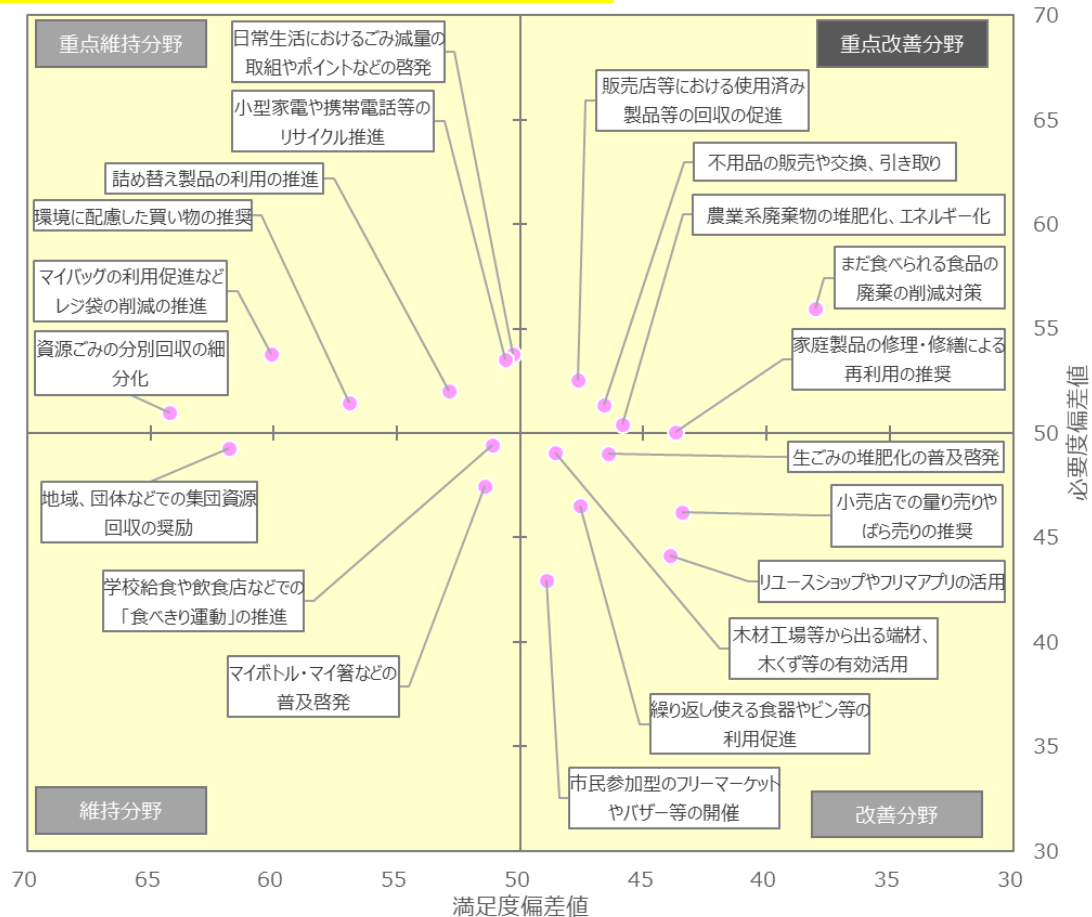 重点維持分野
日常生活におけるごみ減量の
取組やポイントなどの啓発
小型家電や携帯電話等の
リサイクル推進
詰め替え製品の利用の推進
環境に配慮した買い物の推奨
マイバッグの利用促進など
レジ袋の削減の推進
資源ごみの分別回収の細
分化
重点改善分野
販売店等における使用済み
製品等の回収の促進
不用品の販売や交換、引き取り
農業系廃棄物の堆肥化、エネルギー化
まだ食べられる食品の
廃棄の削減対策
家庭製品の修理・修繕による
再利用の推奨
地域、団体などでの集団資源
回収の奨励
学校給食や飲食店などでの
「食べきり運動」の推進
マイボトル・マイ箸などの
普及啓発
維持分野
生ごみの堆肥化の普及啓発
小売店での量り売りや
ばら売りの推奨
リユースショップやフリマアプリの活用
木材工場等から出る端材、
木くず等の有効活用
繰り返し使える食器やビン等の
利用促進
市民参加型のフリーマーケット
やバザー等の開催
改善分野
70
65
60
55
50
45
40
35
30
必要度偏差値
70
65
60
55
50
45
40
35
30
満足度偏差値